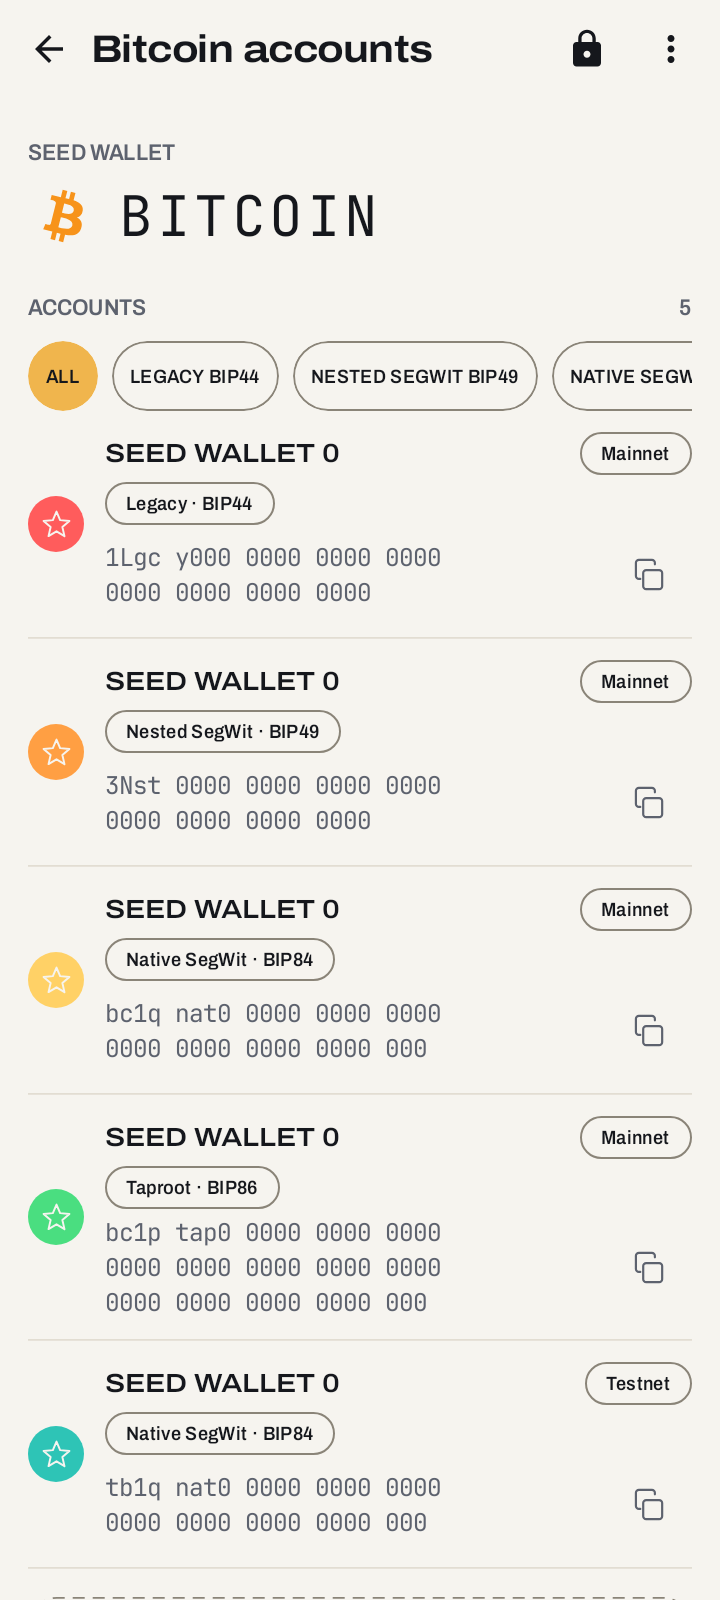 Bitcoin accounts
SEED WALLET
BITCOIN
ACCOUNTS 5
ALL LEGACY BIP44 NESTED SEGWIT BIP49 NATIVE SEGW
SEED WALLET 0 Mainnet
Legacy · BIP44
1Lgc y000 0000 0000 0000
0000 0000 0000 0000
SEED WALLET 0 Mainnet
Nested SegWit · BIP49
3Nst 0000 0000 0000 0000
0000 0000 0000 0000
SEED WALLET 0 Mainnet
Native SegWit · BIP84
bc1q nat0 0000 0000 0000
0000 0000 0000 0000 000
SEED WALLET 0 Mainnet
Taproot · BIP86
bc1p tap0 0000 0000 0000
0000 0000 0000 0000 0000
0000 0000 0000 0000 000
SEED WALLET 0 Testnet
Native SegWit · BIP84
tb1q nat0 0000 0000 0000
0000 0000 0000 0000 000